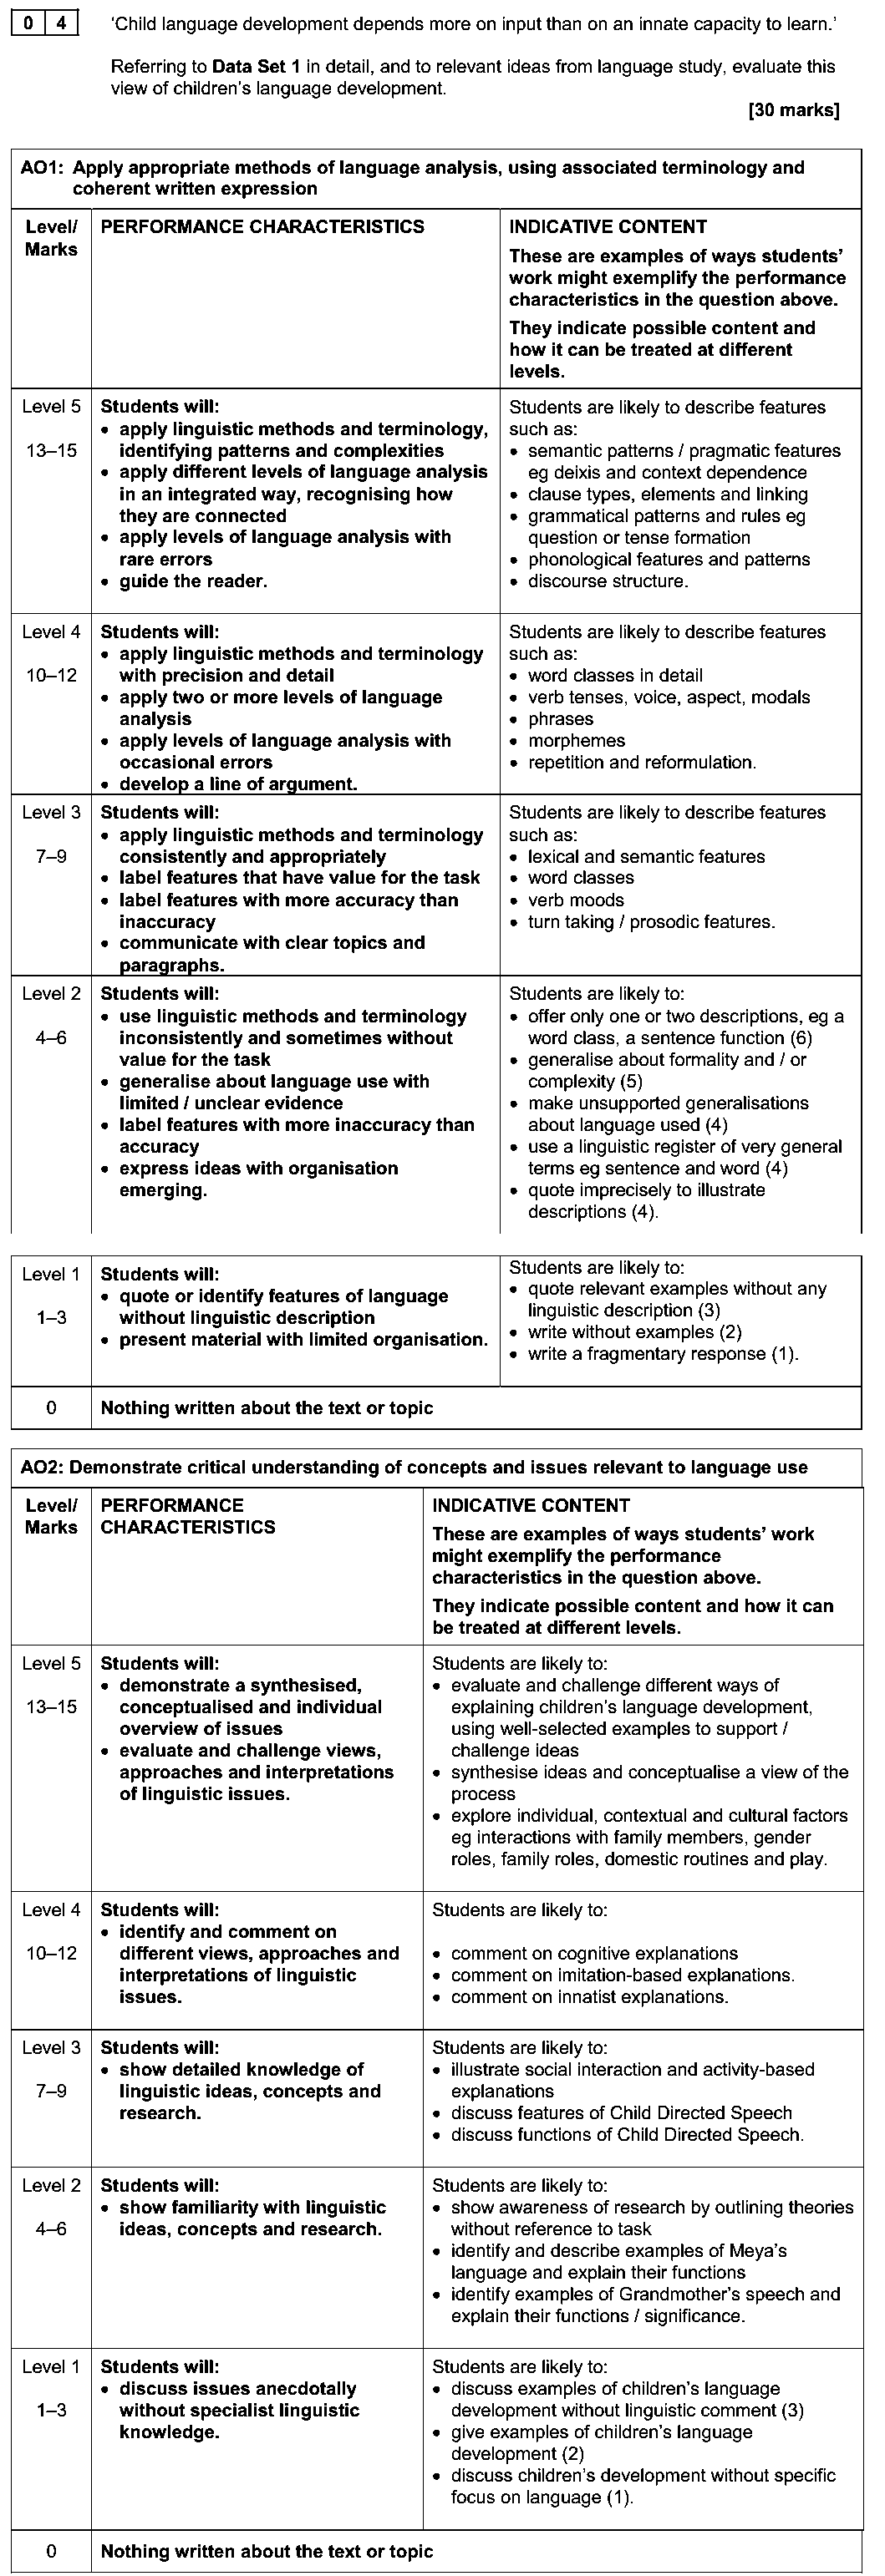 0 4 ‘Child language development depends more on input than on an innate capacity to learn.’
Referring to Data Set 1 in detail, and to relevant ideas from language study, evaluate this
view of children’s language development.
[30 marks]
AO1: Apply appropriate methods of language analysis, using associated terminology and
coherent written expression
Level/
Marks
PERFORMANCE CHARACTERISTICS
INDICATIVE CONTENT
These are examples of ways students’
work might exemplify the performance
characteristics in the question above.
They indicate possible content and
how it can be treated at different
levels.
Level 5
13–15
Students will:
• apply linguistic methods and terminology,
identifying patterns and complexities
• apply different levels of language analysis
in an integrated way, recognising how
they are connected
• apply levels of language analysis with
rare errors
• guide the reader.
Students are likely to describe features
such as:
• semantic patterns / pragmatic features
eg deixis and context dependence
• clause types, elements and linking
• grammatical patterns and rules eg
question or tense formation
• phonological features and patterns
• discourse structure.
Level 4
10–12
Students will:
• apply linguistic methods and terminology
with precision and detail
• apply two or more levels of language
analysis
• apply levels of language analysis with
occasional errors
• develop a line of argument.
Students are likely to describe features
such as:
• word classes in detail
• verb tenses, voice, aspect, modals
• phrases
• morphemes
• repetition and reformulation.
Level 3
7–9
Students will:
• apply linguistic methods and terminology
consistently and appropriately
• label features that have value for the task
• label features with more accuracy than
inaccuracy
• communicate with clear topics and
paragraphs.
Students are likely to describe features
such as:
• lexical and semantic features
• word classes
• verb moods
• turn taking / prosodic features.
Level 2
4–6
Students will:
• use linguistic methods and terminology
inconsistently and sometimes without
value for the task
• generalise about language use with
limited / unclear evidence
• label features with more inaccuracy than
accuracy
• express ideas with organisation
emerging.
Students are likely to:
• offer only one or two descriptions, eg a
word class, a sentence function (6)
• generalise about formality and / or
complexity (5)
• make unsupported generalisations
about language used (4)
• use a linguistic register of very general
terms eg sentence and word (4)
• quote imprecisely to illustrate
descriptions (4).
Level 1
1–3
Students will:
• quote or identify features of language
without linguistic description
• present material with limited organisation.
Students are likely to:
• quote relevant examples without any
linguistic description (3)
• write without examples (2)
• write a fragmentary response (1).
0
Nothing written about the text or topic
AO2: Demonstrate critical understanding of concepts and issues relevant to language use
Level/
Marks
PERFORMANCE
CHARACTERISTICS
INDICATIVE CONTENT
These are examples of ways students’ work
might exemplify the performance
characteristics in the question above.
They indicate possible content and how it can
be treated at different levels.
Level 5
13–15
Students will:
• demonstrate a synthesised,
conceptualised and individual
overview of issues
• evaluate and challenge views,
approaches and interpretations
of linguistic issues.
Students are likely to:
• evaluate and challenge different ways of
explaining children’s language development,
using well-selected examples to support /
challenge ideas
• synthesise ideas and conceptualise a view of the
process
• explore individual, contextual and cultural factors
eg interactions with family members, gender
roles, family roles, domestic routines and play.
Level 4
10–12
Students will:
• identify and comment on
different views, approaches and
interpretations of linguistic
issues.
Students are likely to:
• comment on cognitive explanations
• comment on imitation-based explanations.
• comment on innatist explanations.
Level 3
7–9
Students will:
• show detailed knowledge of
linguistic ideas, concepts and
research.
Students are likely to:
• illustrate social interaction and activity-based
explanations
• discuss features of Child Directed Speech
• discuss functions of Child Directed Speech.
Level 2
4–6
Students will:
• show familiarity with linguistic
ideas, concepts and research.
Students are likely to:
• show awareness of research by outlining theories
without reference to task
• identify and describe examples of Meya’s
language and explain their functions
• identify examples of Grandmother’s speech and
explain their functions / significance.
Level 1
1–3
Students will:
• discuss issues anecdotally
without specialist linguistic
knowledge.
Students are likely to:
• discuss examples of children’s language
development without linguistic comment (3)
• give examples of children’s language
development (2)
• discuss children’s development without specific
focus on language (1).
0
Nothing written about the text or topic